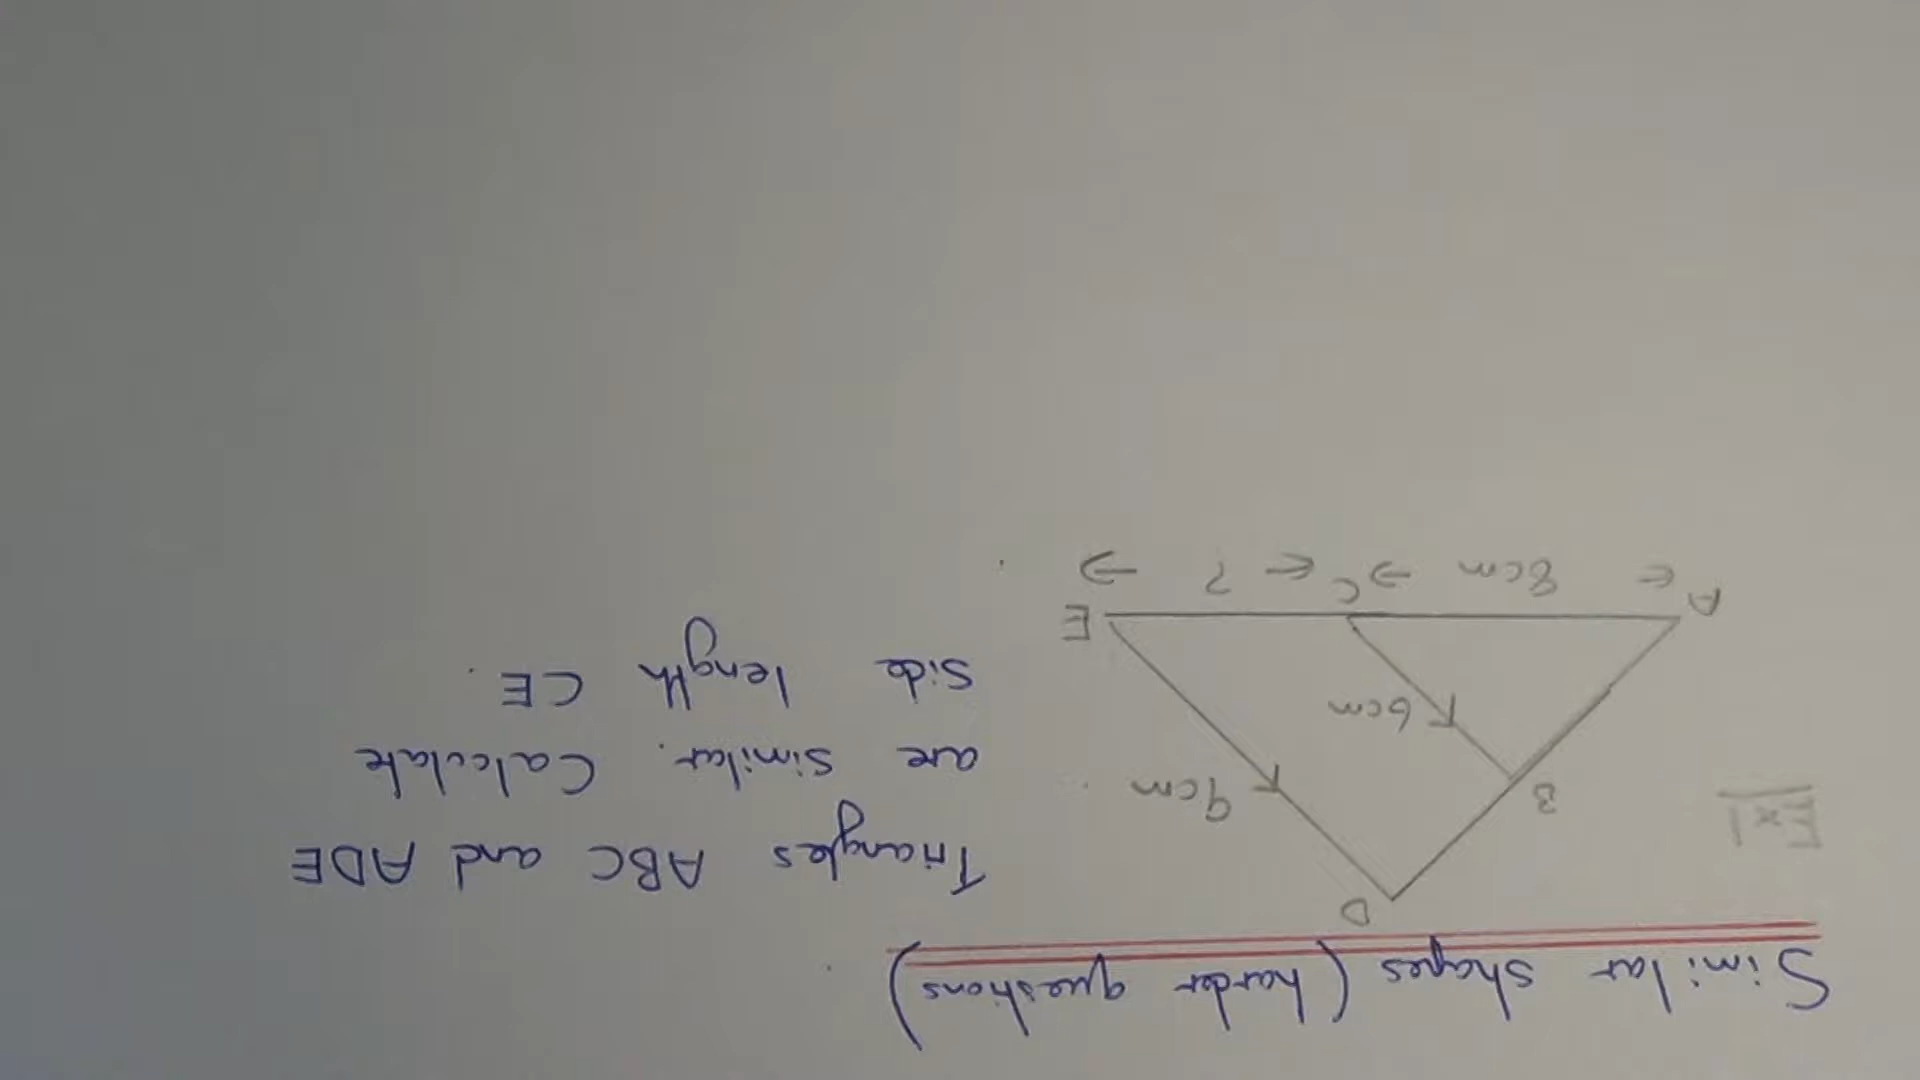 Similar shapes (harder questions)
Ex1
D
B
9cm
6cm
A
C
E
← 8cm → ← ? →
Triangles ABC and ADE
are similar. Calculate
side length CE.